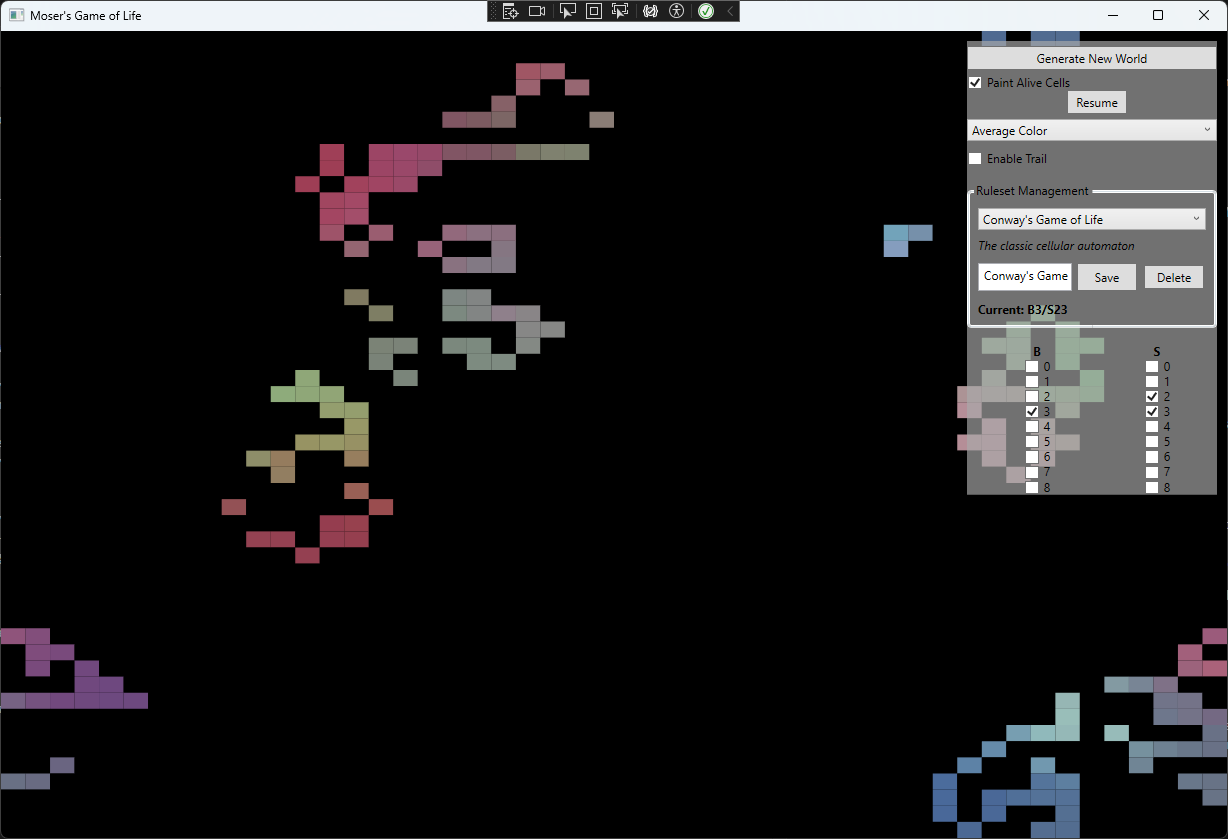 Moser's Game of Life
Generate New World
Paint Alive Cells
Resume
Average Color
Enable Trail
Ruleset Management
Conway's Game of Life
The classic cellular automaton
Conway's Game
Save
Delete
Current: B3/S23
B S
0 0
1 1
2 2
3 3
4 4
5 5
6 6
7 7
8 8